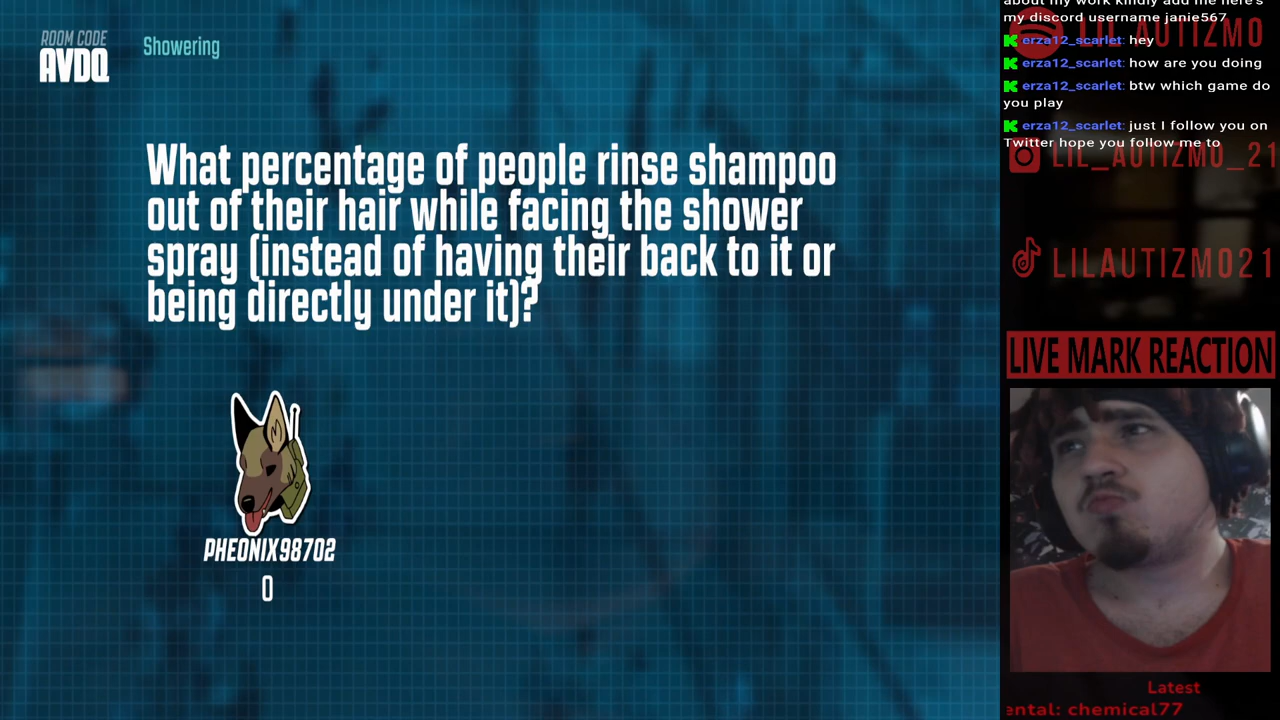 ROOM CODE
AVDQ
Showering
What percentage of people rinse shampoo
out of their hair while facing the shower
spray (instead of having their back to it or
being directly under it)?
PHEONIX98702
0
about my work kindly add me here's
my discord username janie567
erza12_scarlet: hey
erza12_scarlet: how are you doing
erza12_scarlet: btw which game do
you play
erza12_scarlet: just I follow you on
Twitter hope you follow me to
LIL_AUTIZMO
LIL_AUTIZMO_21
LILAUTIZMO21
LIVE MARK REACTION
Latest
ental: chemical77